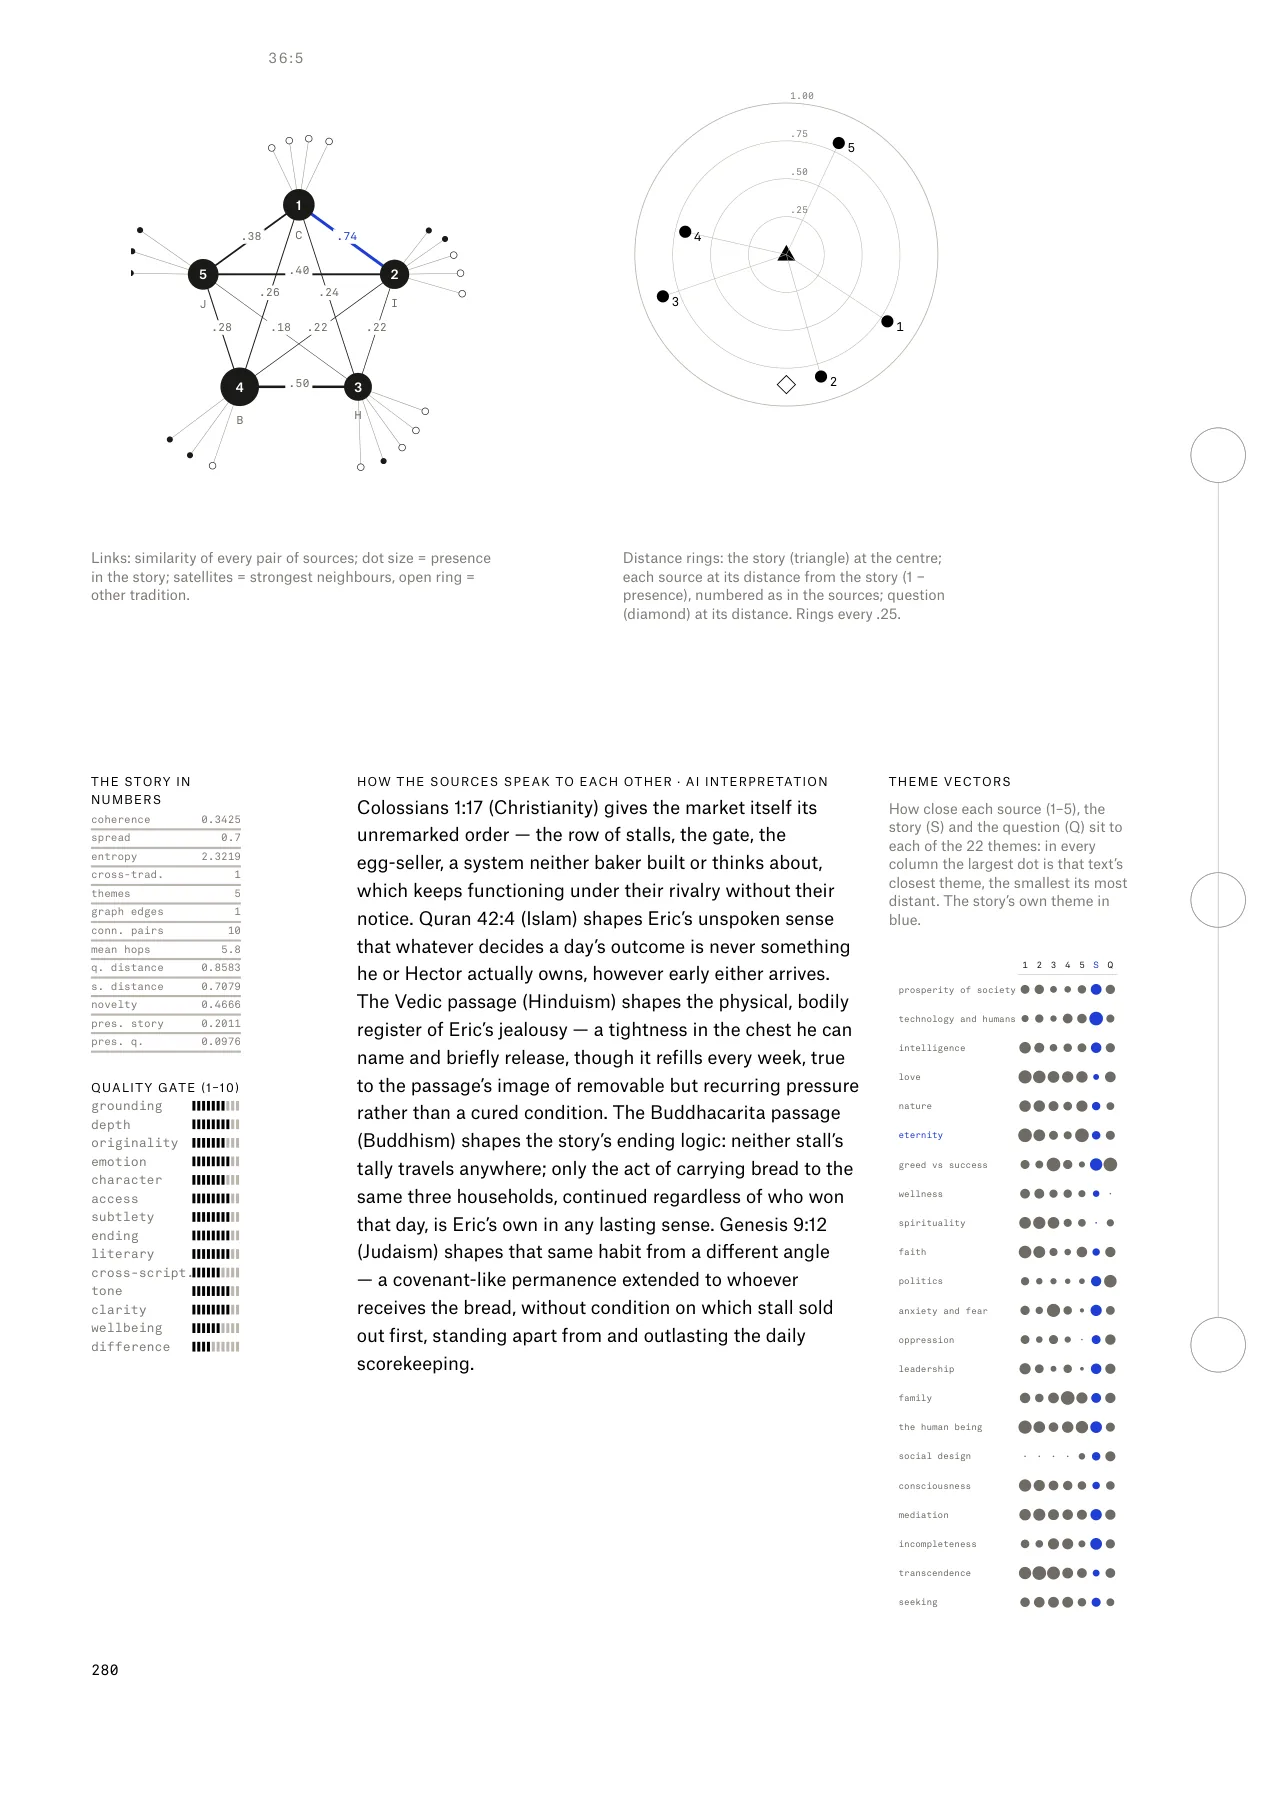 36:5
1
C
.38
.74
5
J
.40
2
I
.26
.24
.28
.18
.22
.22
4
B
.50
3
H
1.00
.75
.50
.25
5
4
3
1
2
Links: similarity of every pair of sources; dot size = presence
in the story; satellites = strongest neighbours, open ring =
other tradition.
Distance rings: the story (triangle) at the centre;
each source at its distance from the story (1 –
presence), numbered as in the sources; question
(diamond) at its distance. Rings every .25.
THE STORY IN
NUMBERS
coherence 0.3425
spread 0.7
entropy 2.3219
cross-trad. 1
themes 5
graph edges 1
conn. pairs 10
mean hops 5.8
q. distance 0.8583
s. distance 0.7079
novelty 0.4666
pres. story 0.2011
pres. q. 0.0976
QUALITY GATE (1–10)
grounding
depth
originality
emotion
character
access
subtlety
ending
literary
cross-script.
tone
clarity
wellbeing
difference
HOW THE SOURCES SPEAK TO EACH OTHER · AI INTERPRETATION
Colossians 1:17 (Christianity) gives the market itself its
unremarked order — the row of stalls, the gate, the
egg-seller, a system neither baker built or thinks about,
which keeps functioning under their rivalry without their
notice. Quran 42:4 (Islam) shapes Eric’s unspoken sense
that whatever decides a day’s outcome is never something
he or Hector actually owns, however early either arrives.
The Vedic passage (Hinduism) shapes the physical, bodily
register of Eric’s jealousy — a tightness in the chest he can
name and briefly release, though it refills every week, true
to the passage’s image of removable but recurring pressure
rather than a cured condition. The Buddhacarita passage
(Buddhism) shapes the story’s ending logic: neither stall’s
tally travels anywhere; only the act of carrying bread to the
same three households, continued regardless of who won
that day, is Eric’s own in any lasting sense. Genesis 9:12
(Judaism) shapes that same habit from a different angle
— a covenant-like permanence extended to whoever
receives the bread, without condition on which stall sold
out first, standing apart from and outlasting the daily
scorekeeping.
THEME VECTORS
How close each source (1–5), the
story (S) and the question (Q) sit to
each of the 22 themes: in every
column the largest dot is that text’s
closest theme, the smallest its most
distant. The story’s own theme in
blue.
1 2 3 4 5 S Q
prosperity of society
technology and humans
intelligence
love
nature
eternity
greed vs success
wellness
spirituality
faith
politics
anxiety and fear
oppression
leadership
family
the human being
social design
consciousness
mediation
incompleteness
transcendence
seeking
280